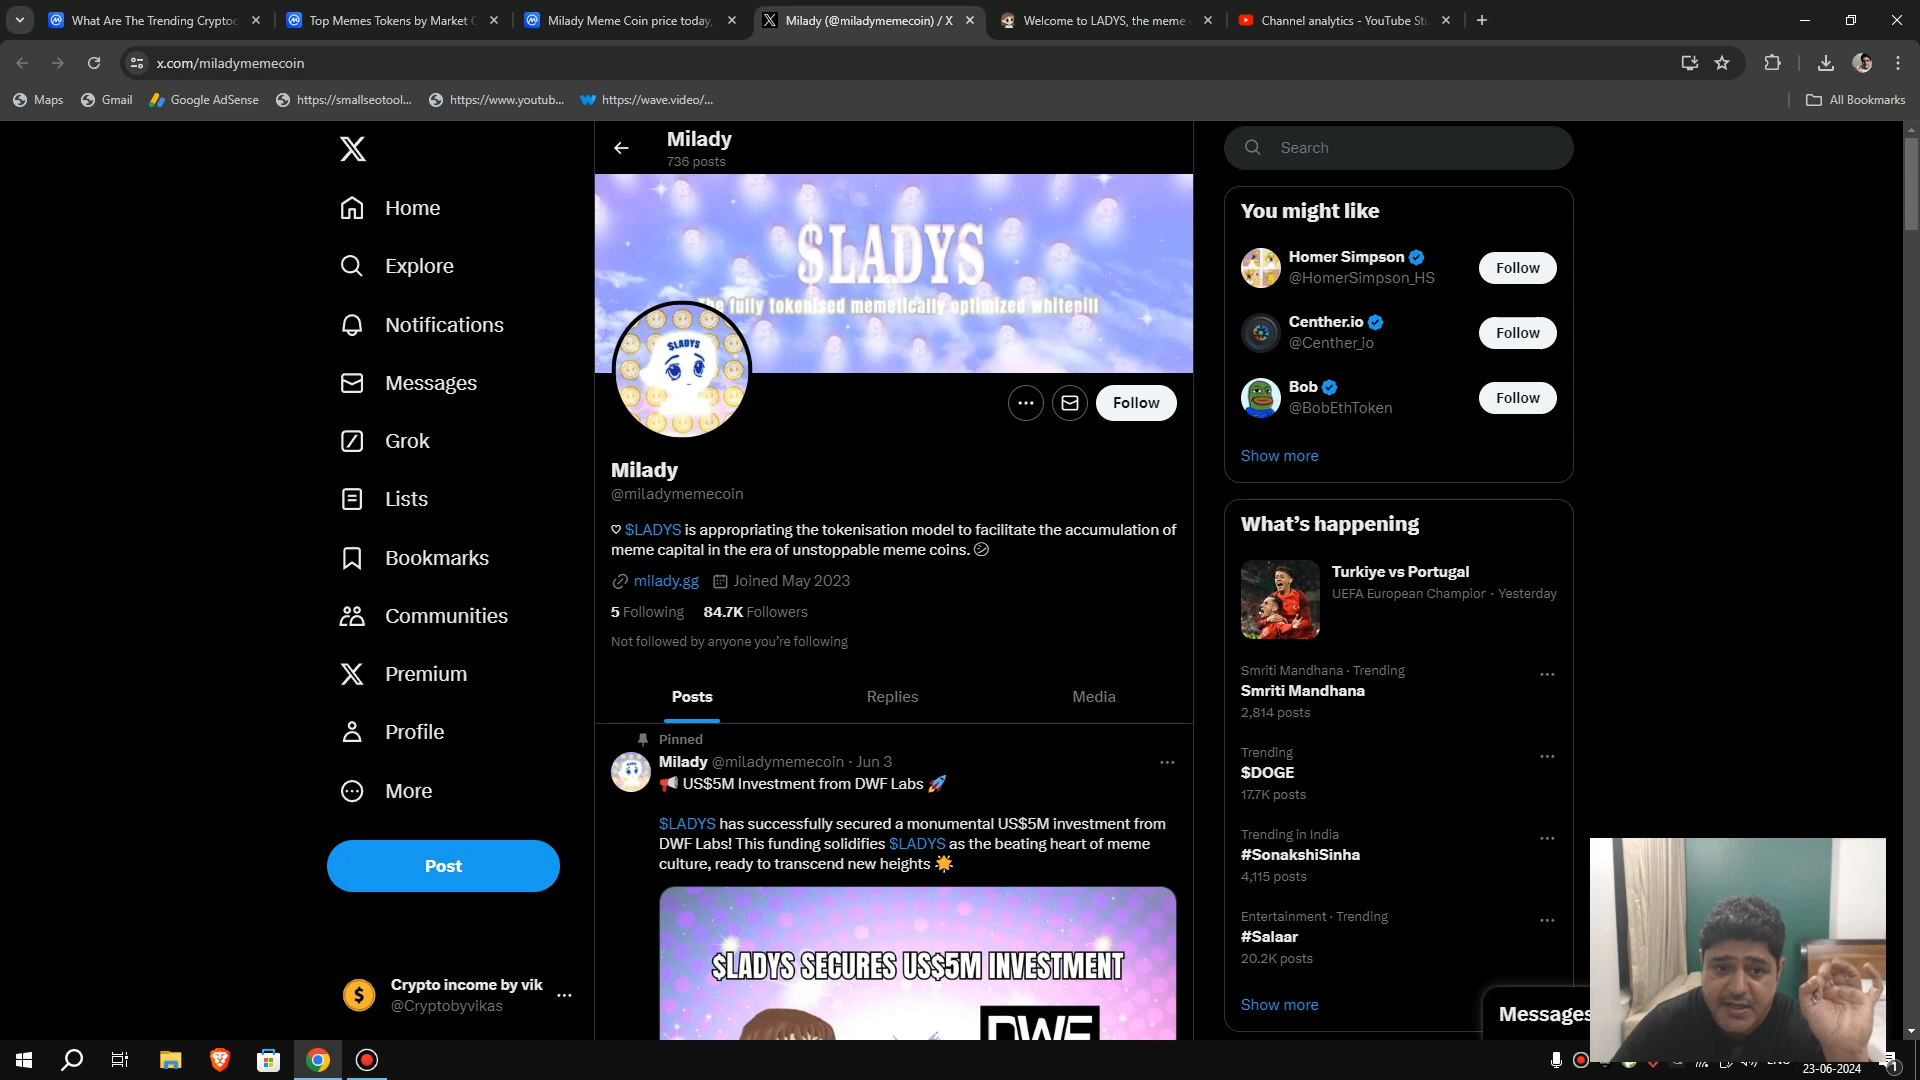 What Are The Trending Cryptoc
Top Memes Tokens by Market C
Milady Meme Coin price today,
Milady (@miladymemecoin) / X
Welcome to LADYS, the meme
Channel analytics - YouTube St
x.com/miladymemecoin
Maps
Gmail
Google AdSense
https://smallseotool...
https://www.youtub...
https://wave.video/...
All Bookmarks
Home
Explore
Notifications
Messages
Grok
Lists
Bookmarks
Communities
Premium
Profile
More
Post
Crypto income by vik
@Cryptobyvikas
Milady
736 posts
$LADYS
The fully tokenised memetically optimized whitepill
$LADYS
Follow
Milady
@miladymemecoin
♡ $LADYS is appropriating the tokenisation model to facilitate the accumulation of
meme capital in the era of unstoppable meme coins.
milady.gg Joined May 2023
5 Following 84.7K Followers
Not followed by anyone you're following
Posts Replies Media
Pinned
Milady @miladymemecoin · Jun 3
📢 US$5M Investment from DWF Labs 🚀
$LADYS has successfully secured a monumental US$5M investment from
DWF Labs! This funding solidifies $LADYS as the beating heart of meme
culture, ready to transcend new heights ☀️
$LADYS SECURES US$5M INVESTMENT
DWF
Search
You might like
Homer Simpson
@HomerSimpson_HS
Follow
Centher.io
@Centher_io
Follow
Bob
@BobEthToken
Follow
Show more
What's happening
Turkiye vs Portugal
UEFA European Champior · Yesterday
Smriti Mandhana · Trending
Smriti Mandhana
2,814 posts
Trending
$DOGE
17.7K posts
Trending in India
#SonakshiSinha
4,115 posts
Entertainment · Trending
#Salaar
20.2K posts
Show more
Messages
23-06-2024
1